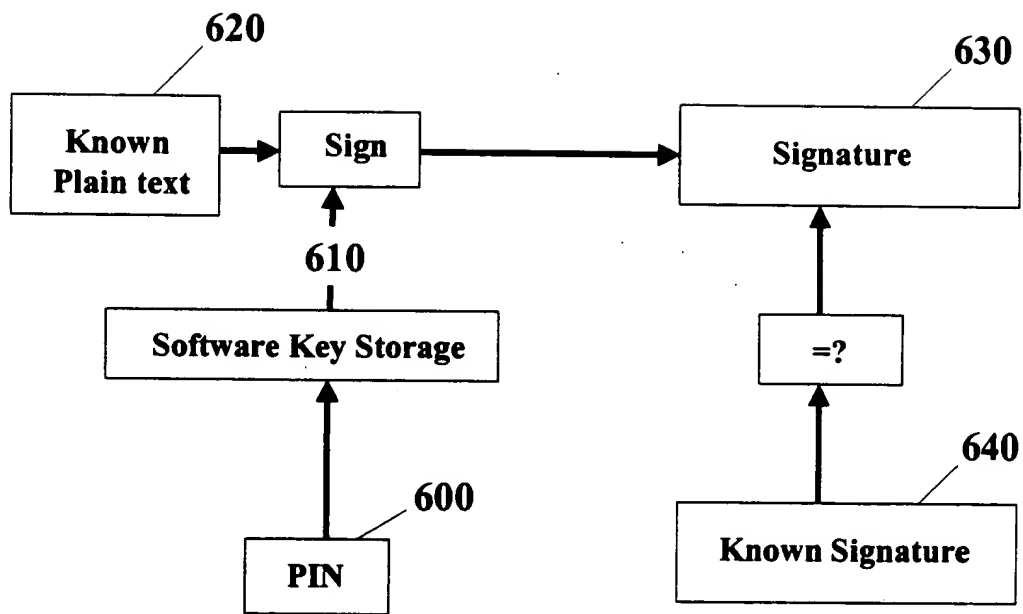 620
630
Known
Plain text
Sign
Signature
610
Software Key Storage
=?
600
640
PIN
Known Signature